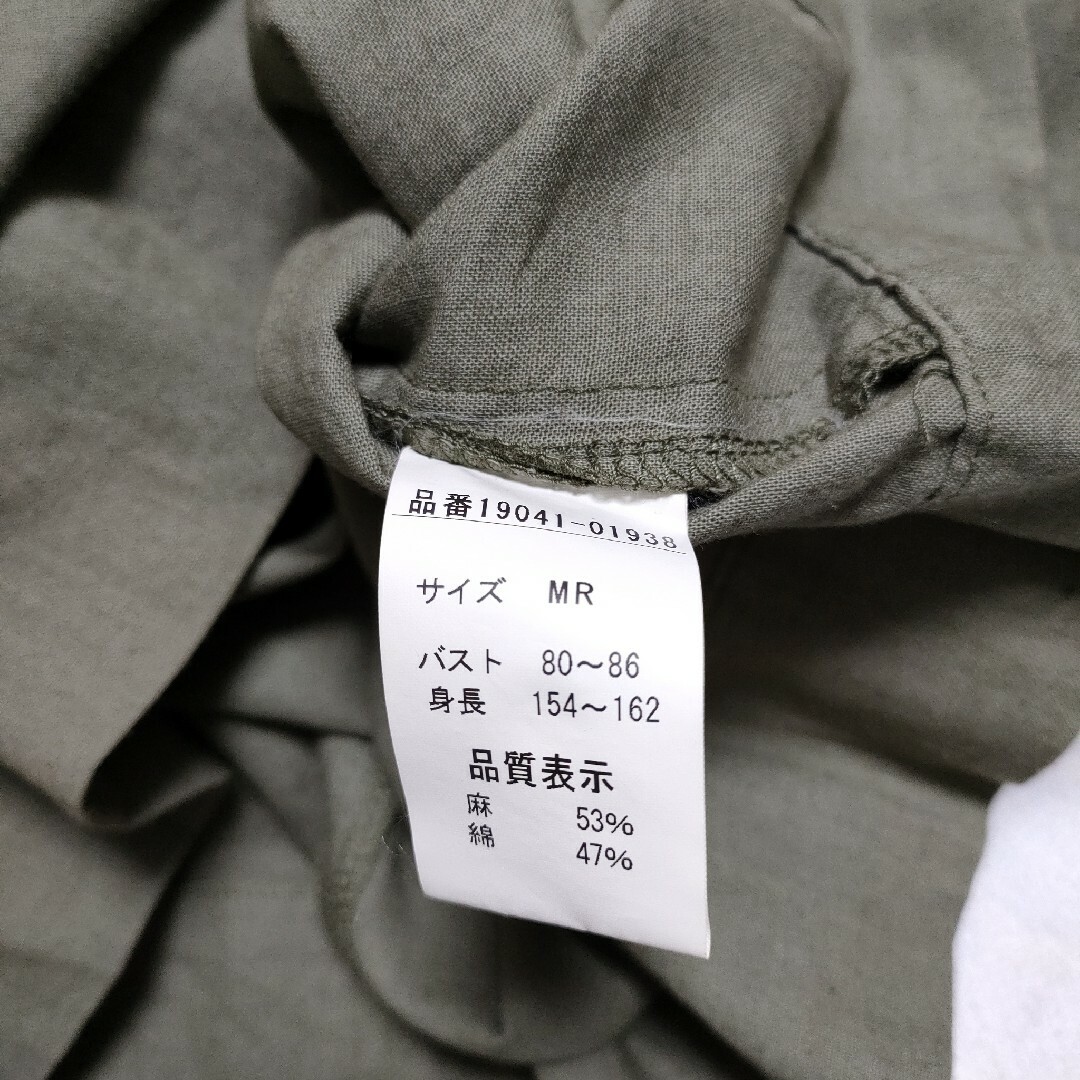 品番19041-01938
サイズ MR
バスト 80～86
身長 154～162
品質表示
麻 53%
綿 47%